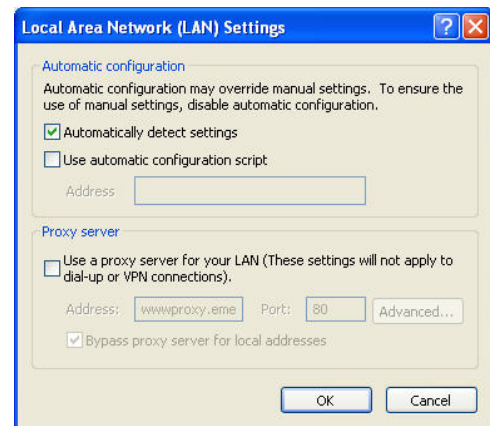 Local Area Network (LAN) Settings
Automatic configuration
Automatic configuration may override manual settings. To ensure the
use of manual settings, disable automatic configuration.
Automatically detect settings
Use automatic configuration script
Address
Proxy server
Use a proxy server for your LAN (These settings will not apply to
dial-up or VPN connections).
Address: wwwproxy.eme Port: 80 Advanced...
Bypass proxy server for local addresses
OK Cancel